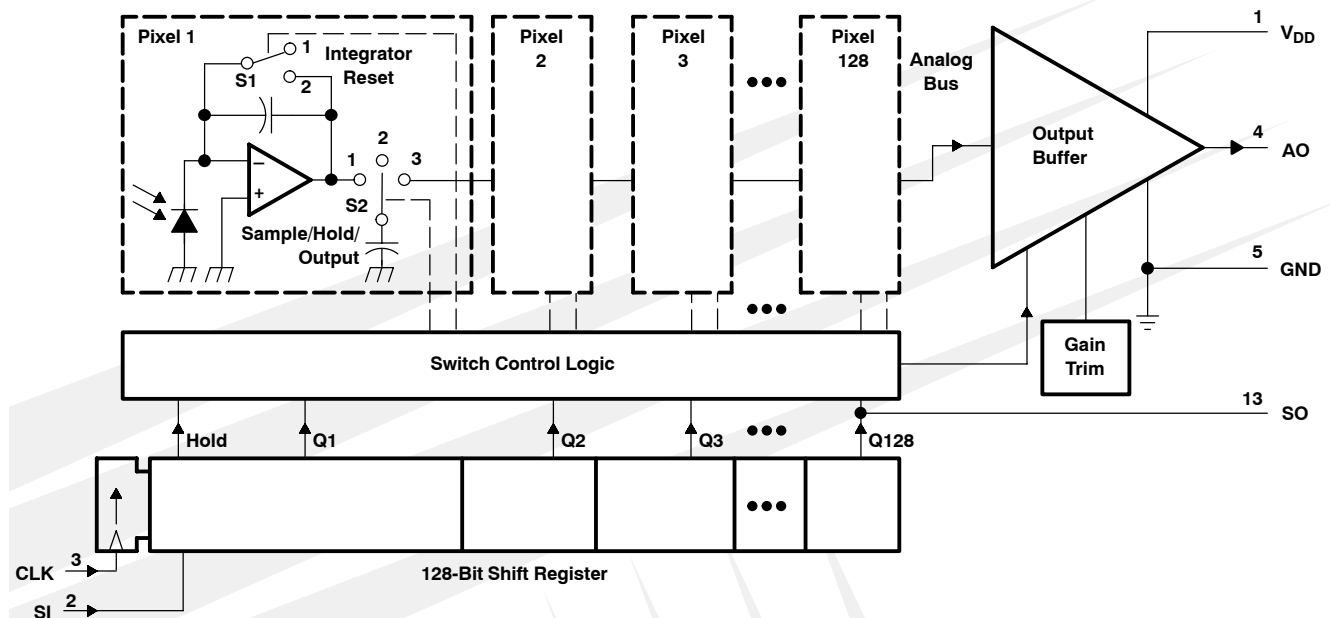 Pixel 1
1
Integrator
Reset
S1
2
−
+
1
2
3
S2
Sample/Hold/
Output
Pixel
2
Pixel
3
Pixel
128
Analog
Bus
Output
Buffer
1
VDD
4
AO
5
GND
Gain
Trim
Switch Control Logic
13
SO
Hold
Q1
Q2
Q3
Q128
CLK
3
128-Bit Shift Register
SI
2